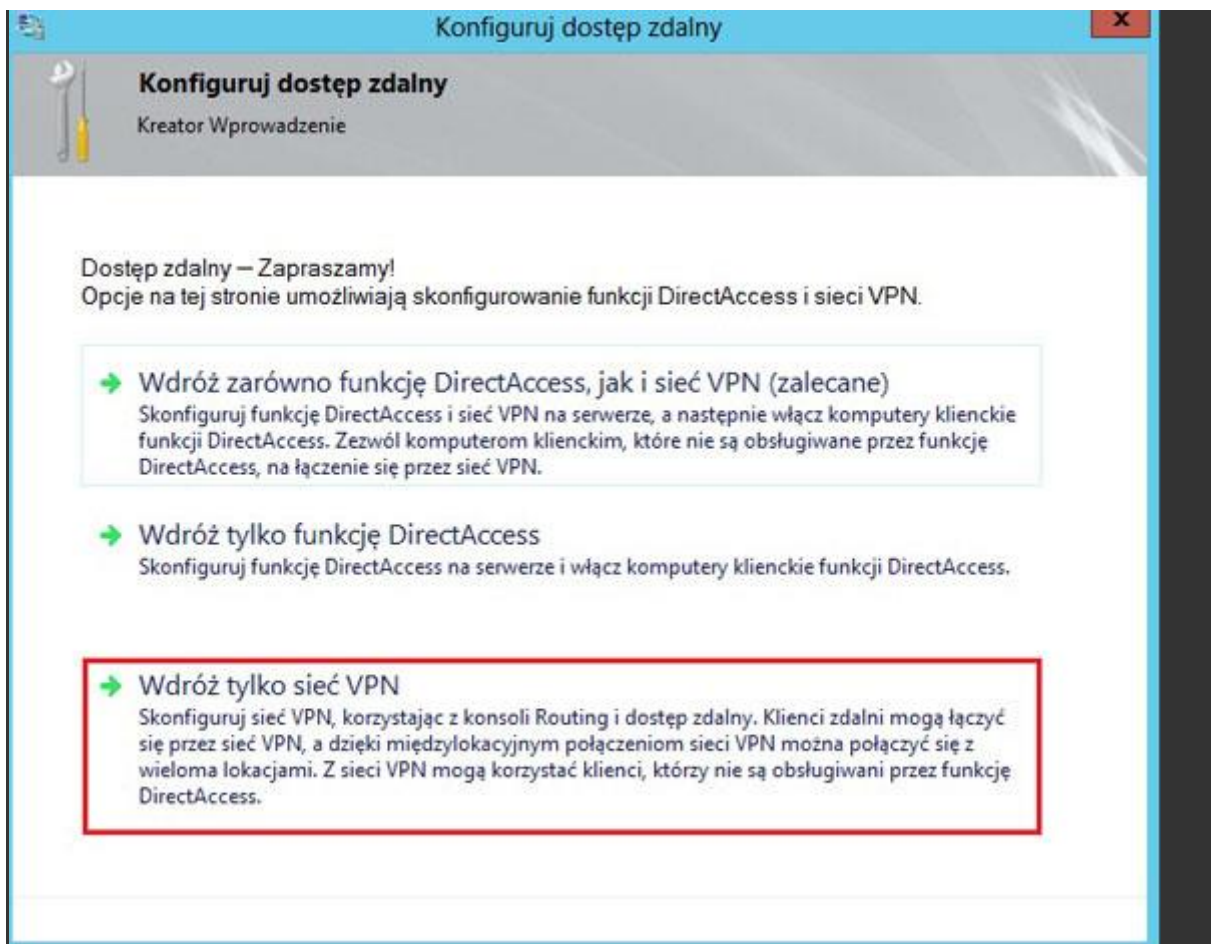 Konfiguruj dostęp zdalny
x
Konfiguruj dostęp zdalny
Kreator Wprowadzenie
Dostęp zdalny — Zapraszamy!
Opcje na tej stronie umożliwiają skonfigurowanie funkcji DirectAccess i sieci VPN.
Wdróż zarówno funkcję DirectAccess, jak i sieć VPN (zalecane)
Skonfiguruj funkcję DirectAccess i sieć VPN na serwerze, a następnie włącz komputery klienckie
funkcji DirectAccess. Zezwól komputerom klienckim, które nie są obsługiwane przez funkcję
DirectAccess, na łączenie się przez sieć VPN.
Wdróż tylko funkcję DirectAccess
Skonfiguruj funkcję DirectAccess na serwerze i włącz komputery klienckie funkcji DirectAccess.
Wdróż tylko sieć VPN
Skonfiguruj sieć VPN, korzystając z konsoli Routing i dostęp zdalny. Klienci zdalni mogą łączyć
się przez sieć VPN, a dzięki międzylokacyjnym połączeniom sieci VPN można połączyć się z
wieloma lokacjami. Z sieci VPN mogą korzystać klienci, którzy nie są obsługiwani przez funkcję
DirectAccess.